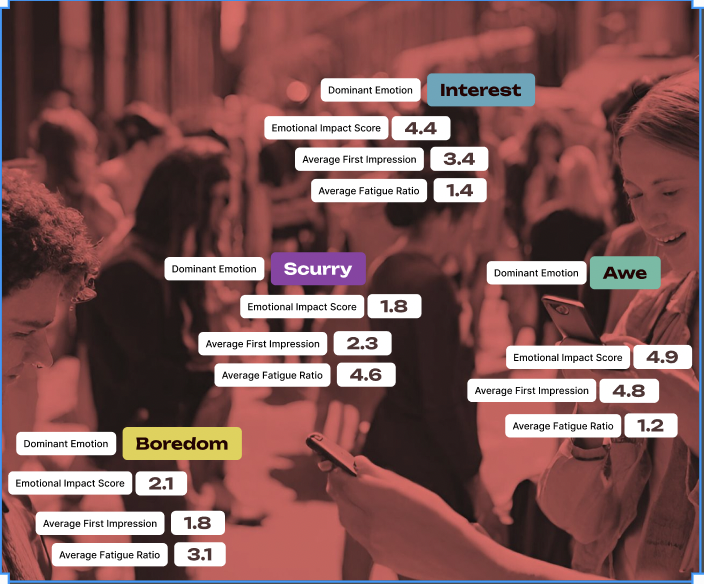 Dominant Emotion Interest
Emotional Impact Score 4.4
Average First Impression 3.4
Average Fatigue Ratio 1.4
Dominant Emotion Scurry
Emotional Impact Score 1.8
Average First Impression 2.3
Average Fatigue Ratio 4.6
Dominant Emotion Awe
Emotional Impact Score 4.9
Average First Impression 4.8
Average Fatigue Ratio 1.2
Dominant Emotion Boredom
Emotional Impact Score 2.1
Average First Impression 1.8
Average Fatigue Ratio 3.1